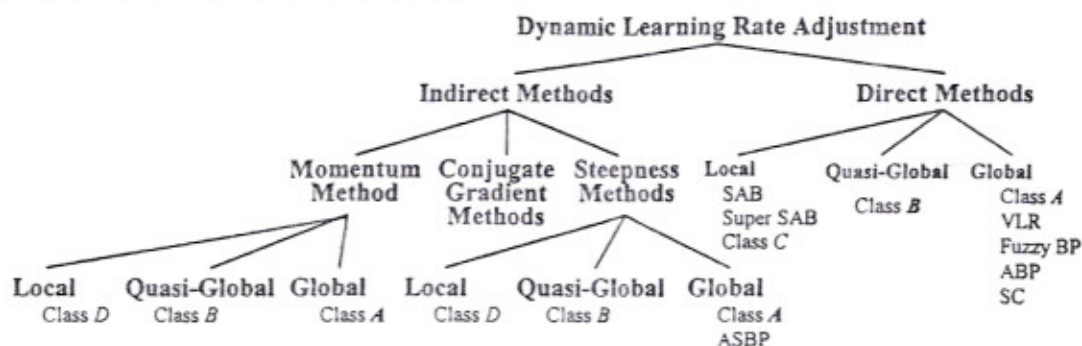 Dynamic Learning Rate Adjustment
Indirect Methods
Direct Methods
Momentum
Method
Conjugate
Gradient
Methods
Steepness
Methods
Local
SAB
Super SAB
Class C
Quasi-Global
Class B
Global
Class A
VLR
Fuzzy BP
ABP
SC
Local
Class D
Quasi-Global
Class B
Global
Class A
Local
Class D
Quasi-Global
Class B
Global
Class A
ASBP